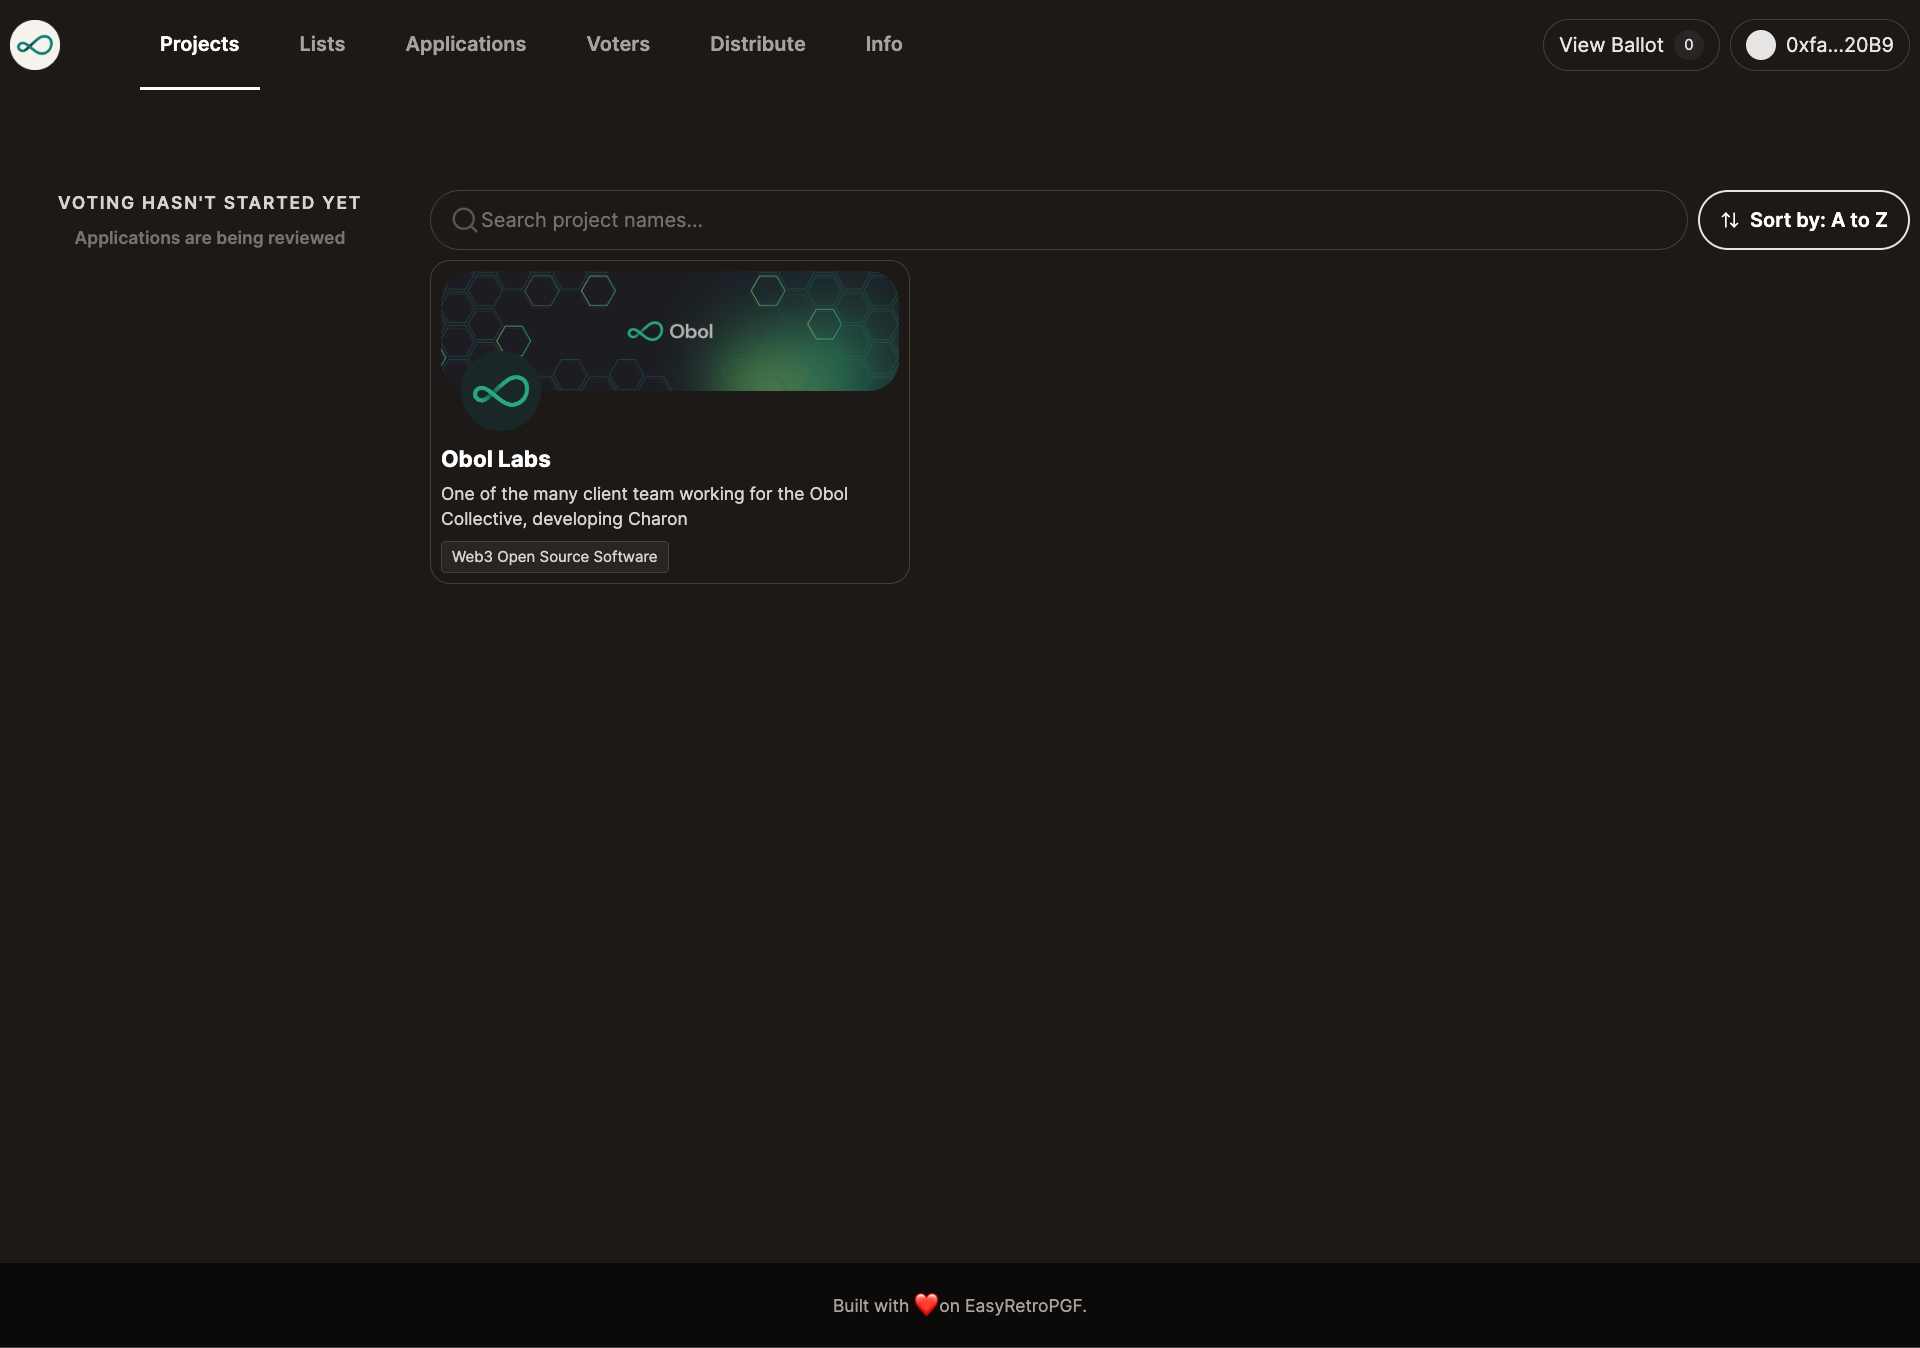 Projects
Lists
Applications
Voters
Distribute
Info
View Ballot 0
0xfa...20B9
VOTING HASN'T STARTED YET
Applications are being reviewed
Search project names...
Sort by: A to Z
Obol
Obol Labs
One of the many client team working for the Obol
Collective, developing Charon
Web3 Open Source Software
Built with ❤️on EasyRetroPGF.